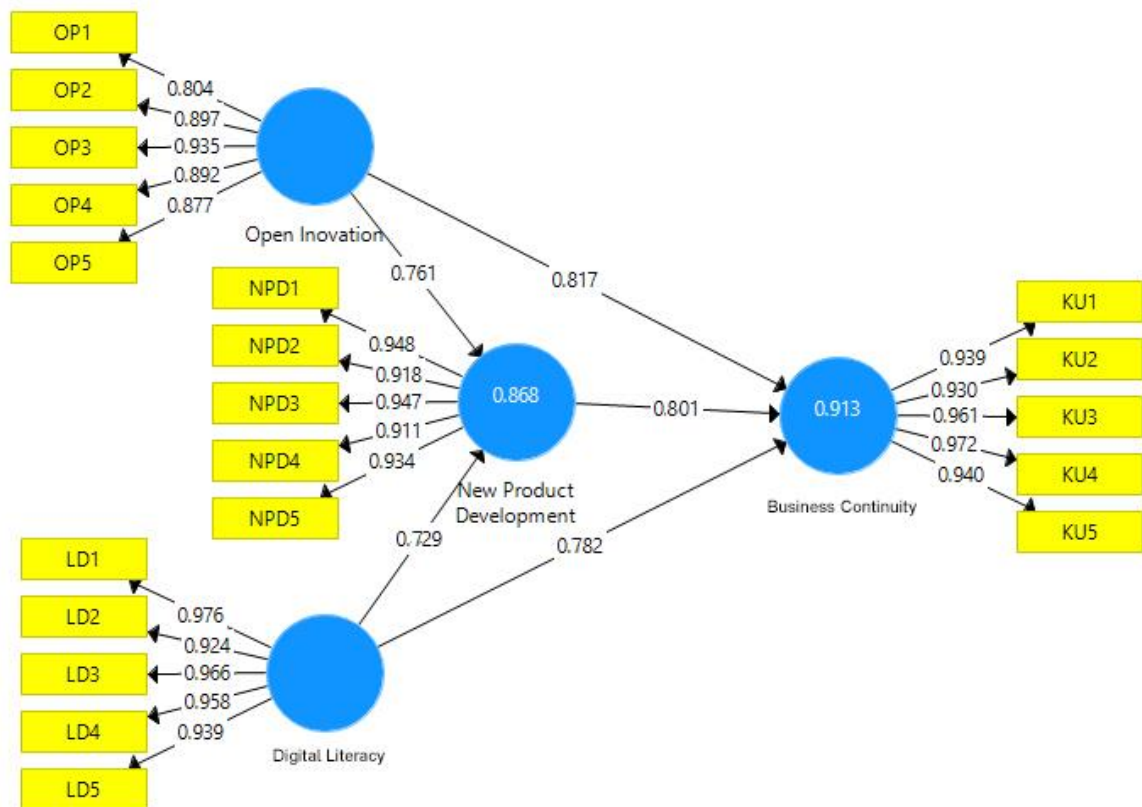 OP1
OP2
OP3
OP4
OP5
0.804
0.897
0.935
0.892
0.877
Open Inovation
0.761
0.817
NPD1
NPD2
NPD3
NPD4
NPD5
0.948
0.918
0.947
0.911
0.934
0.868
New Product
Development
0.801
0.913
Business Continuity
0.939
0.930
0.961
0.972
0.940
KU1
KU2
KU3
KU4
KU5
0.729
0.782
LD1
LD2
LD3
LD4
LD5
0.976
0.924
0.966
0.958
0.939
Digital Literacy